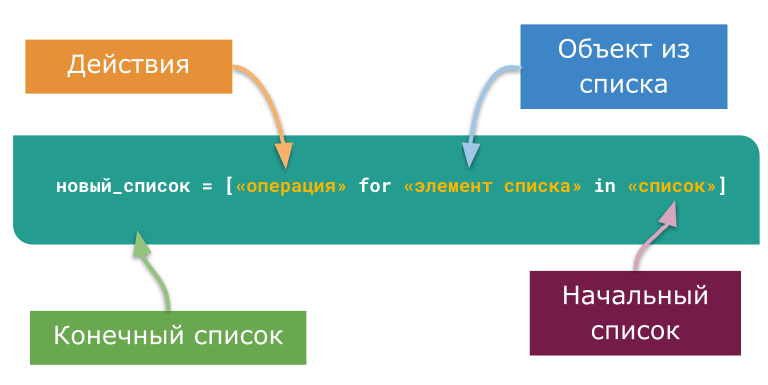 Действия
Объект из
списка
новый_список = [«операция» for «элемент списка» in «список»]
Конечный список
Начальный
список